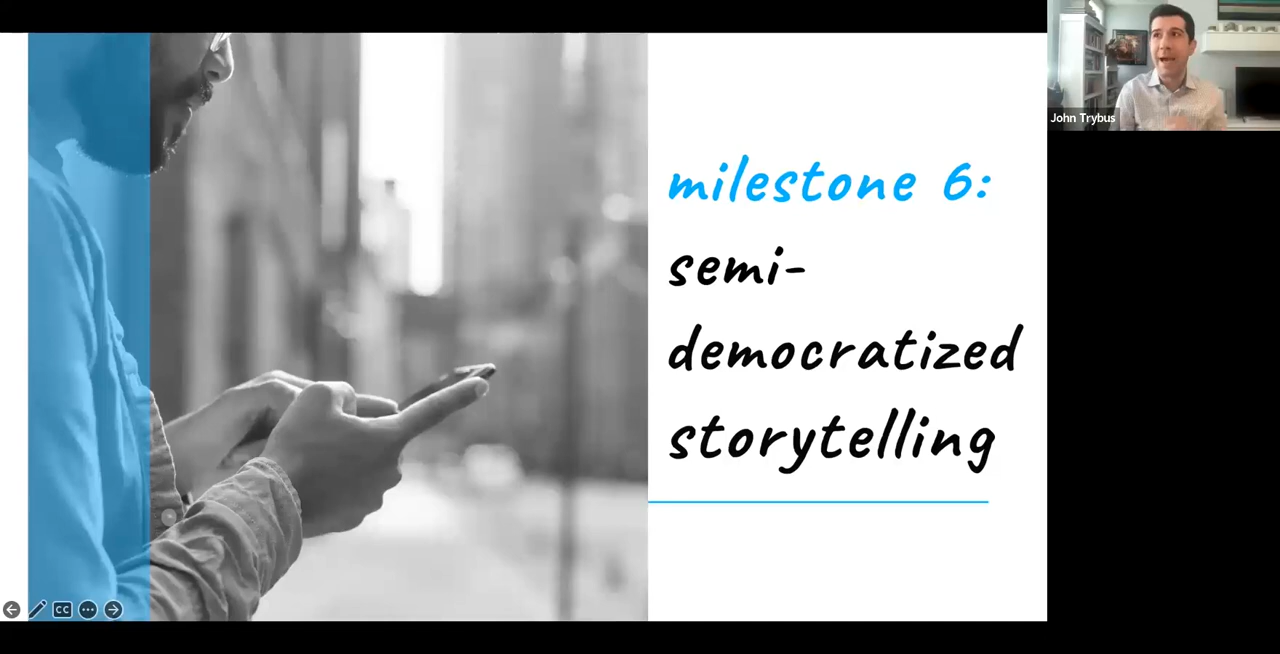 milestone 6:
semi-
democratized
storytelling
John Trybus
CC